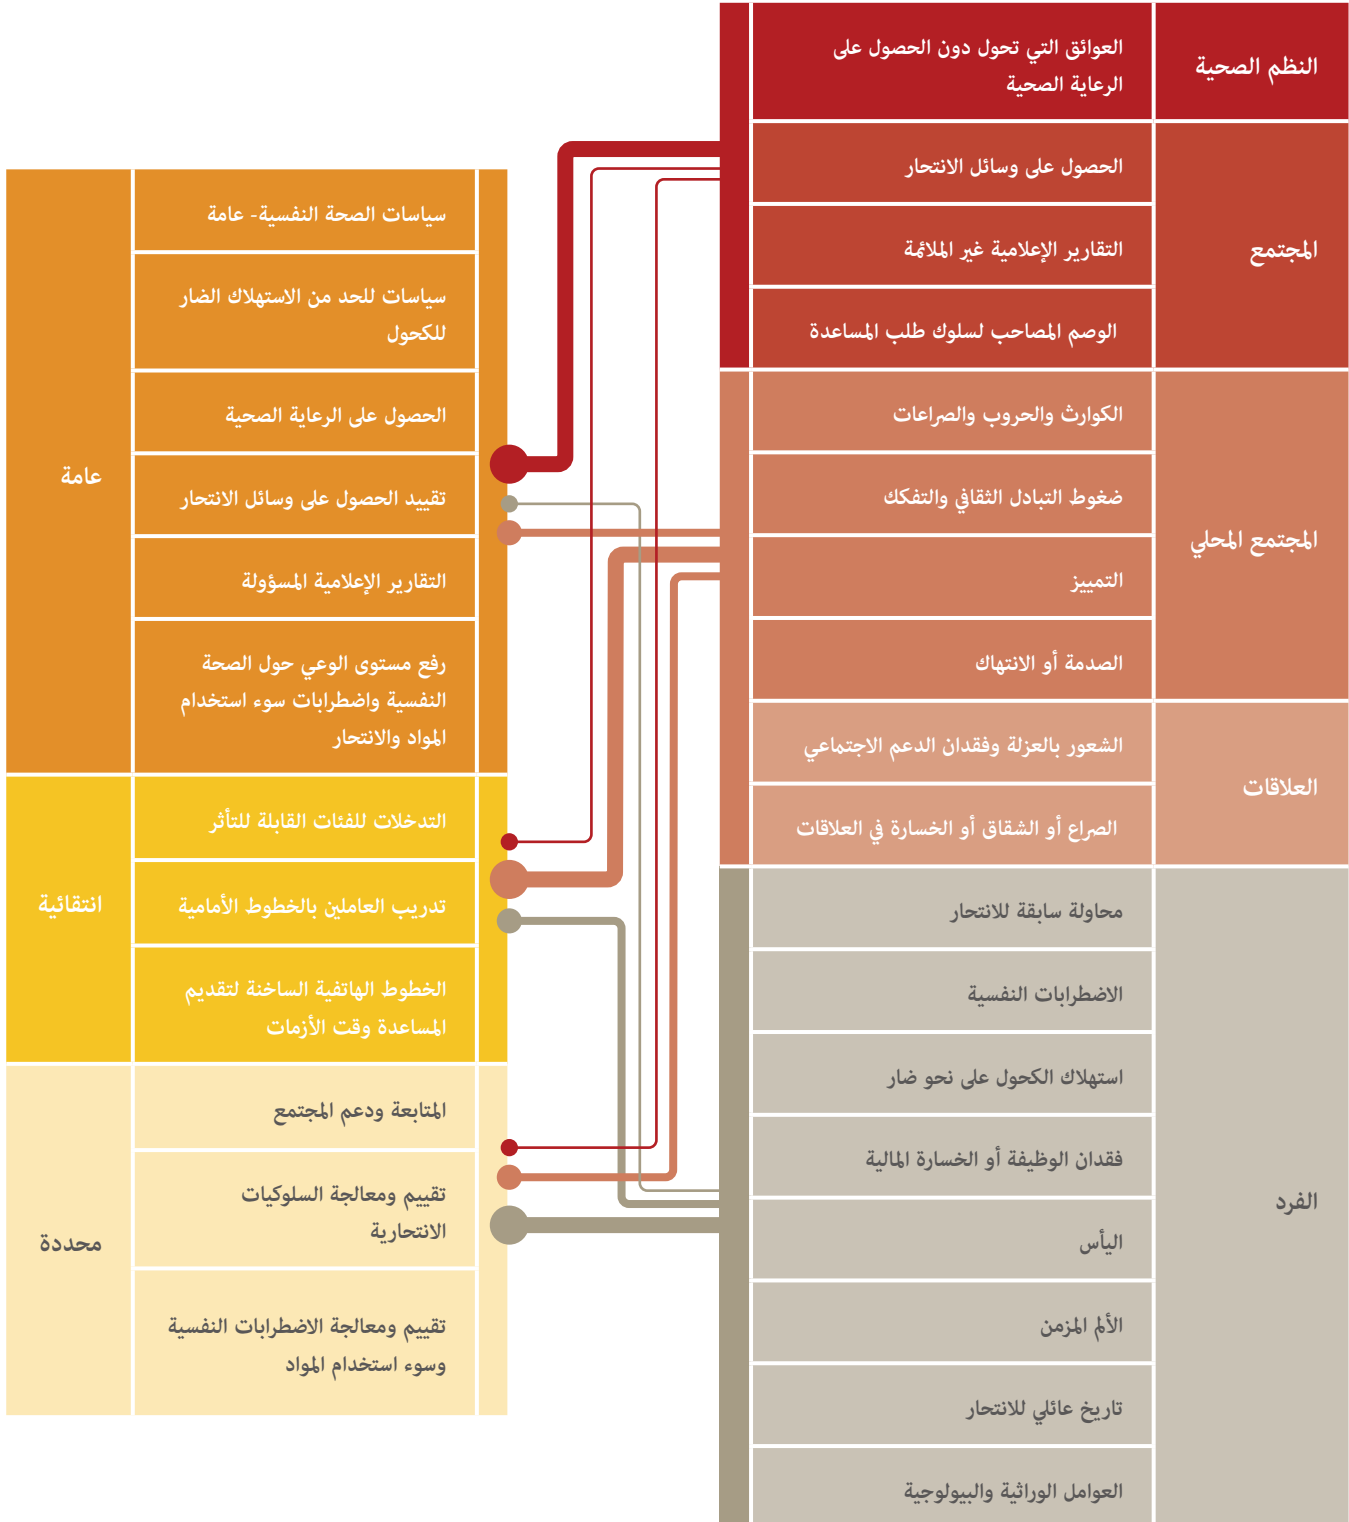 النظم الصحية
العوائق التي تحول دون الحصول على
الرعاية الصحية
المجتمع
الحصول على وسائل الانتحار
التقارير الإعلامية غير الملائمة
الوصم المصاحب لسلوك طلب المساعدة
المجتمع المحلي
الكوارث والحروب والصراعات
ضغوط التبادل الثقافي والتفكك
التمييز
الصدمة أو الانتهاك
العلاقات
الشعور بالعزلة وفقدان الدعم الاجتماعي
الصراع أو الشقاق أو الخسارة في العلاقات
الفرد
محاولة سابقة للانتحار
الاضطرابات النفسية
استهلاك الكحول على نحو ضار
فقدان الوظيفة أو الخسارة المالية
اليأس
الألم المزمن
تاريخ عائلي للانتحار
العوامل الوراثية والبيولوجية
سياسات الصحة النفسية- عامة
سياسات للحد من الاستهلاك الضار
للكحول
الحصول على الرعاية الصحية
تقييد الحصول على وسائل الانتحار
التقارير الإعلامية المسؤولة
رفع مستوى الوعي حول الصحة
النفسية واضطرابات سوء استخدام
المواد والانتحار
عامة
التدخلات للفئات القابلة للتأثر
تدريب العاملين بالخطوط الأمامية
الخطوط الهاتفية الساخنة لتقديم
المساعدة وقت الأزمات
انتقائية
المتابعة ودعم المجتمع
تقييم ومعالجة السلوكيات
الانتحارية
تقييم ومعالجة الاضطرابات النفسية
وسوء استخدام المواد
محددة